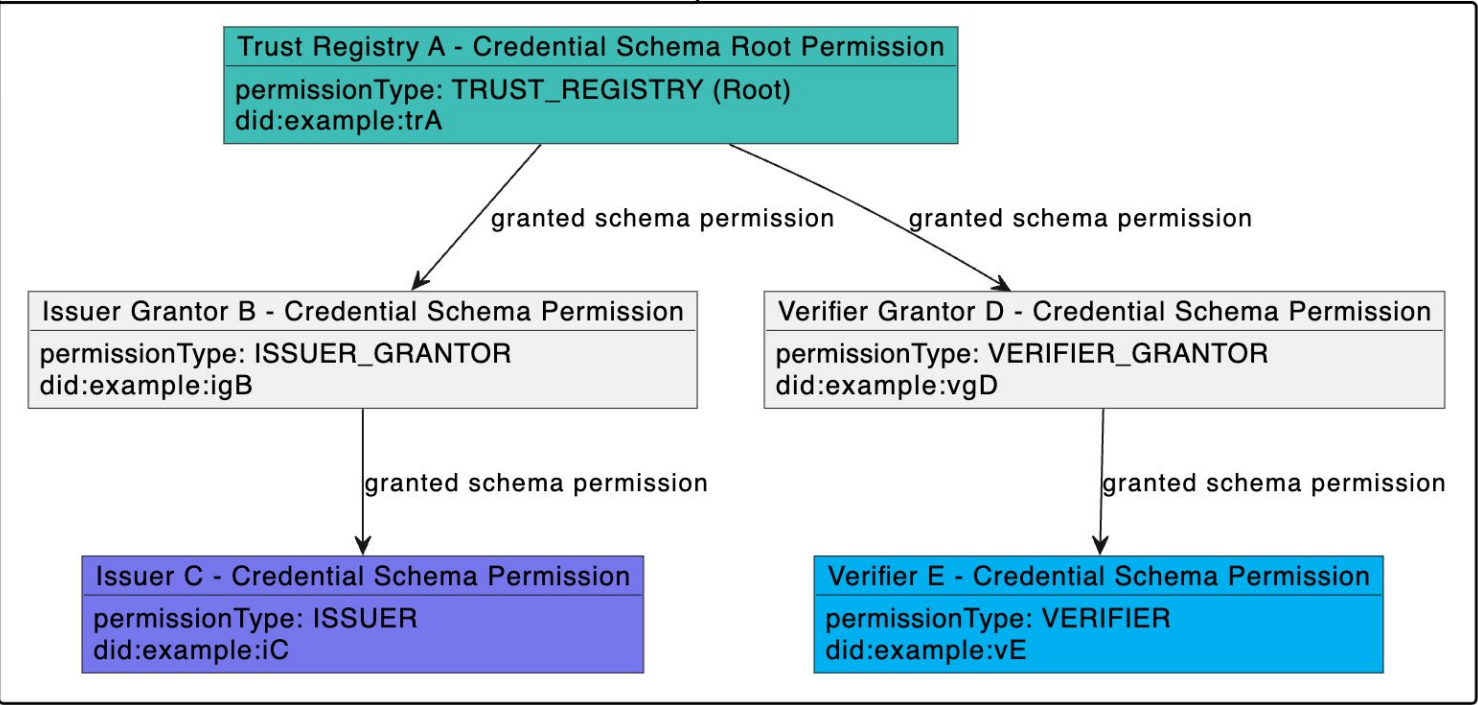 Trust Registry A - Credential Schema Root Permission
permissionType: TRUST_REGISTRY (Root)
did:example:trA
granted schema permission
granted schema permission
Issuer Grantor B - Credential Schema Permission
permissionType: ISSUER_GRANTOR
did:example:igB
Verifier Grantor D - Credential Schema Permission
permissionType: VERIFIER_GRANTOR
did:example:vgD
granted schema permission
granted schema permission
Issuer C - Credential Schema Permission
permissionType: ISSUER
did:example:iC
Verifier E - Credential Schema Permission
permissionType: VERIFIER
did:example:vE